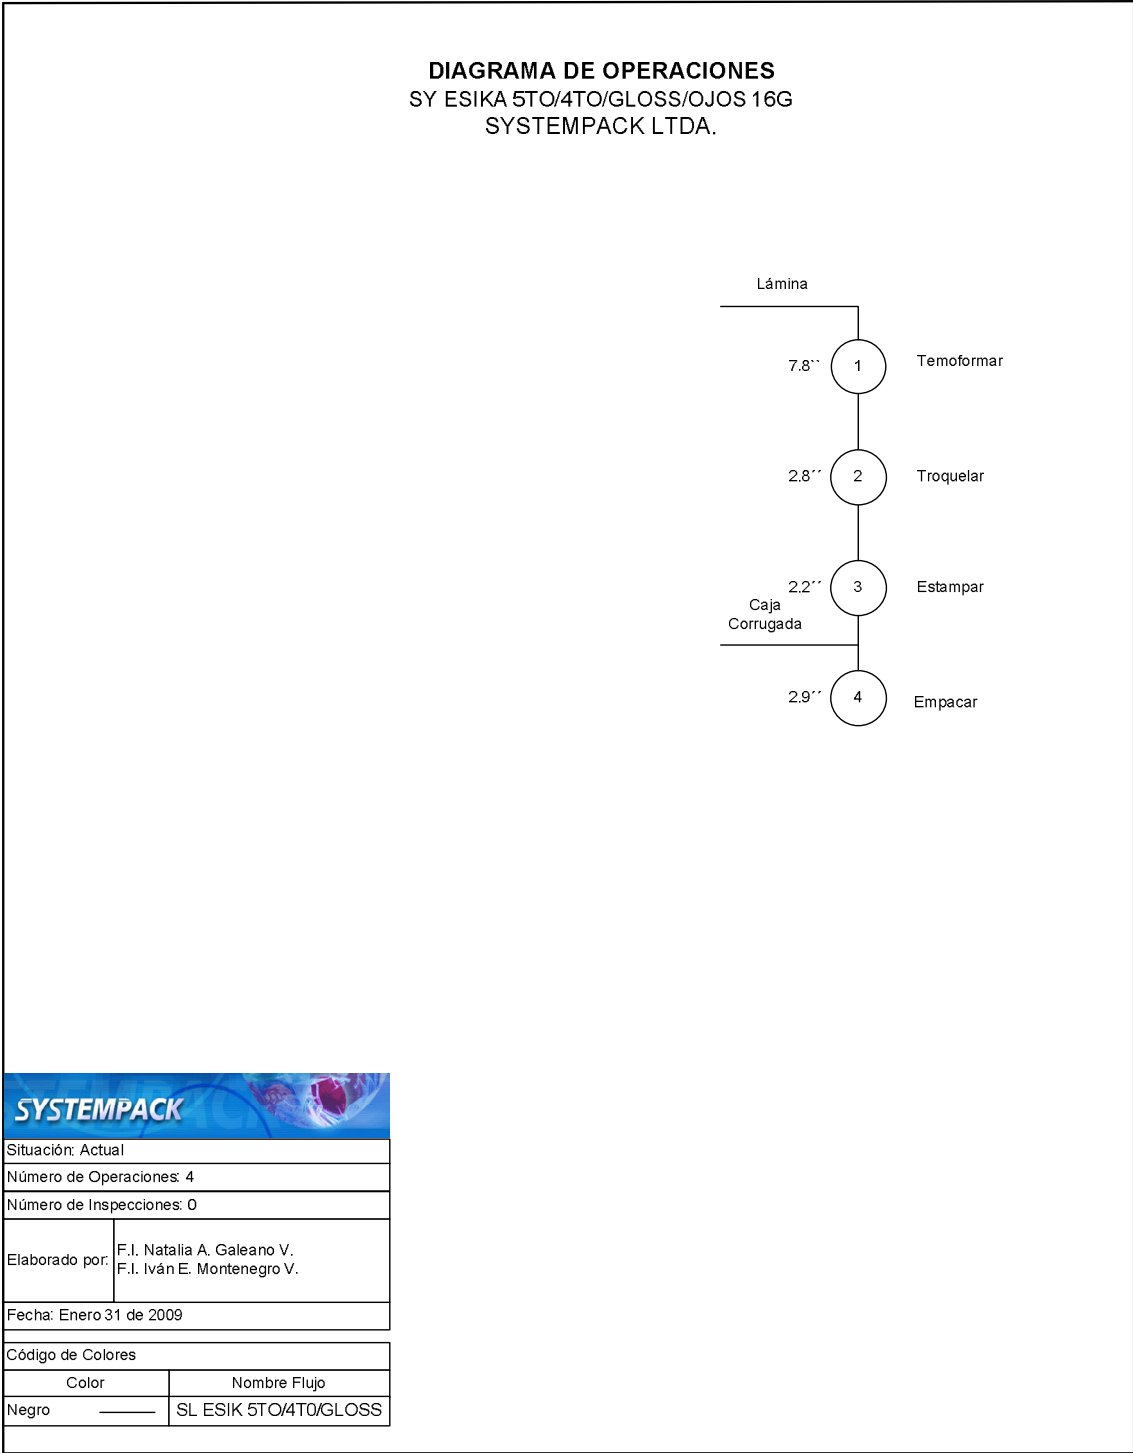 DIAGRAMA DE OPERACIONES
SY ESIKA 5TO/4TO/GLOSS/OJOS 16G
SYSTEMPACK LTDA.
Lámina
7.8`` 1 Temoformar
2.8´´ 2 Troquelar
2.2´´ 3 Estampar
Caja
Corrugada
2.9´´ 4 Empacar
SYSTEMPACK
Situación: Actual
Número de Operaciones: 4
Número de Inspecciones: 0
Elaborado por:
F.I. Natalia A. Galeano V.
F.I. Iván E. Montenegro V.
Fecha: Enero 31 de 2009
Código de Colores
Color Nombre Flujo
Negro SL ESIK 5TO/4T0/GLOSS